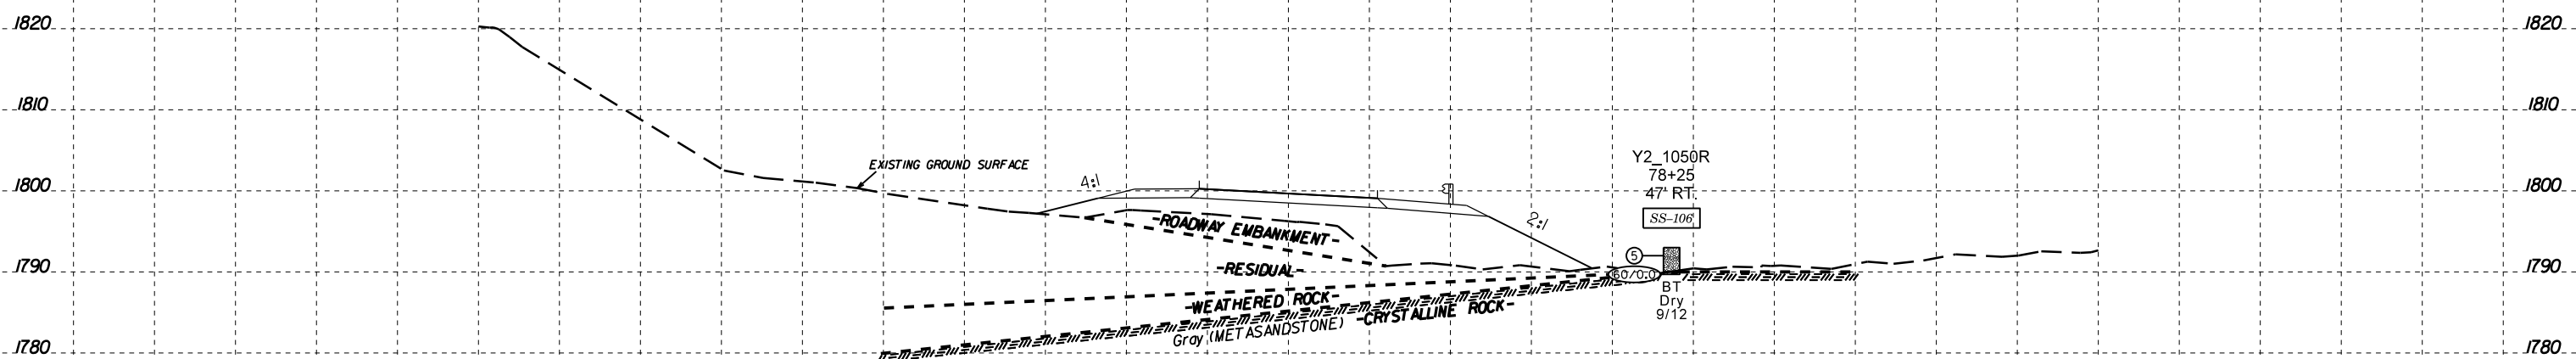 1820 1820
1810 1810
EXISTING GROUND SURFACE
Y2_1050R
78+25
47' RT.
4:1
1800 1800
SS-106
2:1
-ROADWAY EMBANKMENT-
5
-RESIDUAL-
1790 60/0.0 1790
BT
Dry
9/12
-WEATHERED ROCK-
-CRYSTALLINE ROCK-
Gray (METASANDSTONE)
1780 1780